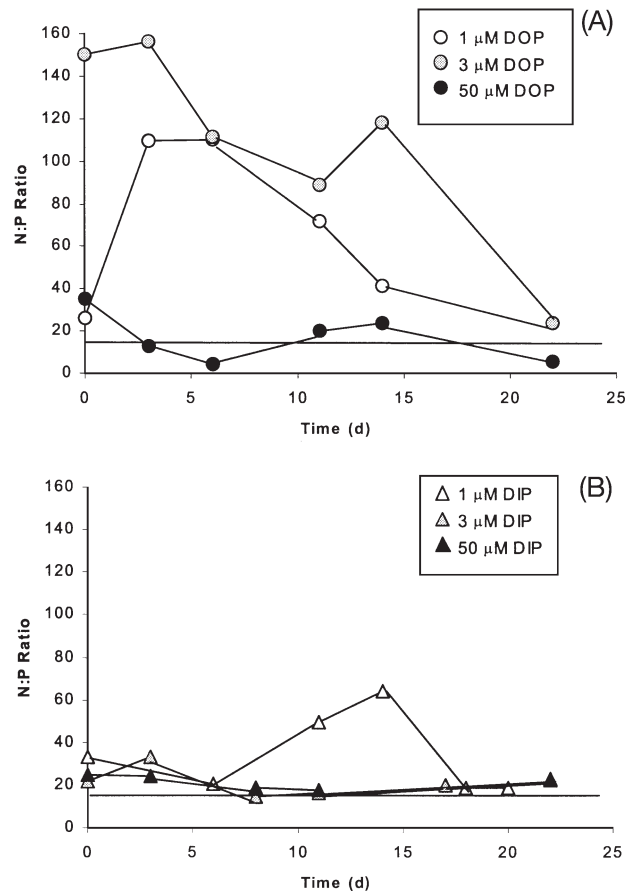 (A)
1 μM DOP
3 μM DOP
50 μM DOP
160
140
120
100
80
60
40
20
0
N:P Ratio
0 5 10 15 20 25
Time (d)
(B)
1 μM DIP
3 μM DIP
50 μM DIP
160
140
120
100
80
60
40
20
0
N:P Ratio
0 5 10 15 20 25
Time (d)